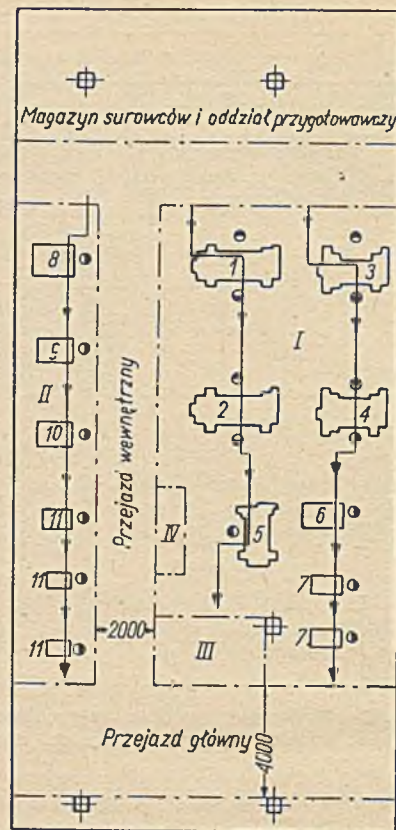 Magazyn surowców i oddział przygotowawczy
8
1
3
9
I
II
10
2
4
Przejazd wewnętrzny
11
IV
5
6
11
7
11
2000
III
7
Przejazd główny
4000